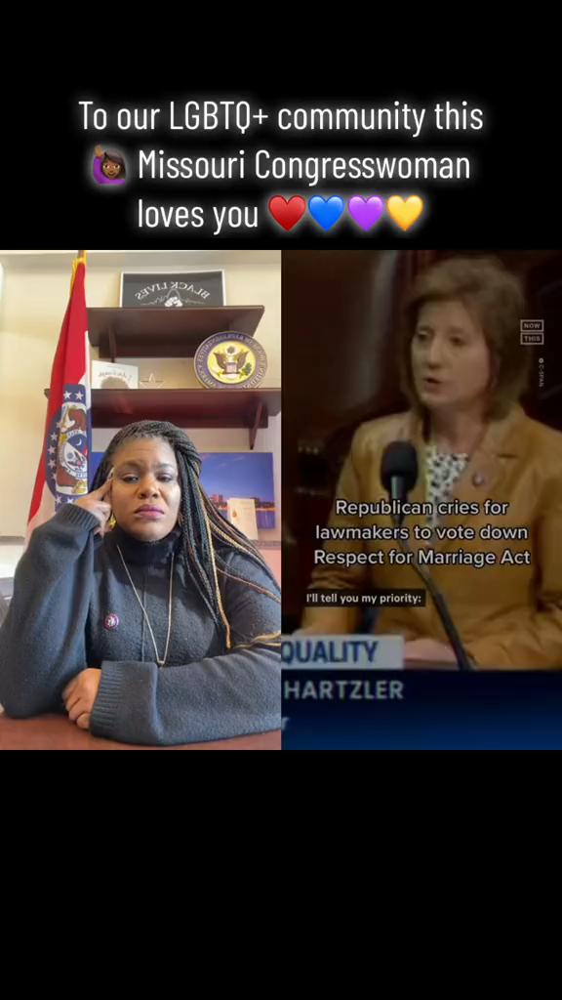 To our LGBTQ+ community this
🙋🏾‍♀️ Missouri Congresswoman
loves you ❤️💙💜💛
BLACK LIVES
NOW
THIS
C-SPAN
Republican cries for
lawmakers to vote down
Respect for Marriage Act
I'll tell you my priority:
QUALITY
HARTZLER